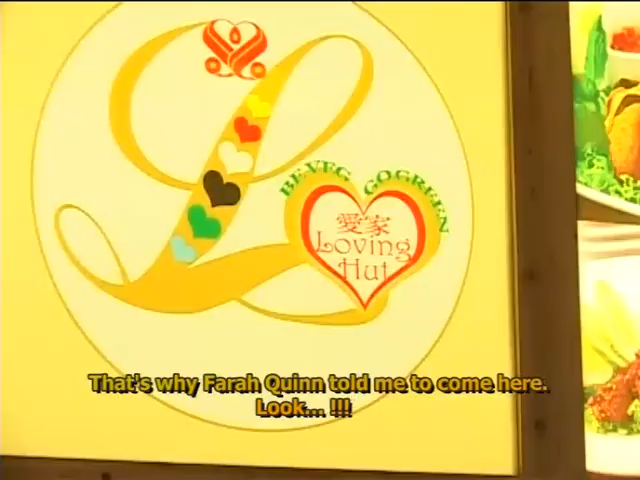 BE VEG GO GREEN
愛家
Loving
Hut
That's why Farah Quinn told me to come here.
Look... !!!